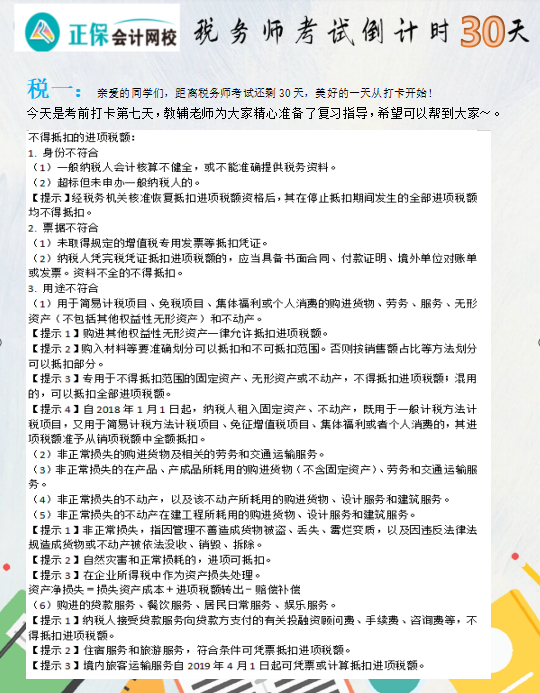 正保会计网校 税务师考试倒计时30天
税一：亲爱的同学们，距离税务师考试还剩30天，美好的一天从打卡开始！
今天是考前打卡第七天，教辅老师为大家精心准备了复习指导，希望可以帮到大家～。
不得抵扣的进项税额：
1. 身份不符合
（1）一般纳税人会计核算不健全，或不能准确提供税务资料。
（2）超标但未申办一般纳税人的。
【提示】经税务机关核准恢复抵扣进项税额资格后，其在停止抵扣期间发生的全部进项税额
均不得抵扣。
2. 票据不符合
（1）未取得规定的增值税专用发票等抵扣凭证。
（2）纳税人凭完税凭证抵扣进项税额的，应当具备书面合同、付款证明、境外单位对账单
或发票。资料不全的不得抵扣。
3. 用途不符合
（1）用于简易计税项目、免税项目、集体福利或个人消费的购进货物、劳务、服务、无形
资产（不包括其他权益性无形资产）和不动产。
【提示1】购进其他权益性无形资产一律允许抵扣进项税额。
【提示2】购入材料等要准确划分可以抵扣和不可抵扣范围。否则按销售额占比等方法划分
可以抵扣部分。
【提示3】专用于不得抵扣范围的固定资产、无形资产或不动产，不得抵扣进项税额；混用
的，可以抵扣全部进项税额。
【提示4】自2018年1月1日起，纳税人租入固定资产、不动产，既用于一般计税方法计
税项目，又用于简易计税方法计税项目、免征增值税项目、集体福利或者个人消费的，其进
项税额准予从销项税额中全额抵扣。
（2）非正常损失的购进货物及相关的劳务和交通运输服务。
（3）非正常损失的在产品、产成品所耗用的购进货物（不含固定资产）、劳务和交通运输服
务。
（4）非正常损失的不动产，以及该不动产所耗用的购进货物、设计服务和建筑服务。
（5）非正常损失的不动产在建工程所耗用的购进货物、设计服务和建筑服务。
【提示1】非正常损失，指因管理不善造成货物被盗、丢失、霉烂变质，以及因违反法律法
规造成货物或不动产被依法没收、销毁、拆除。
【提示2】自然灾害和正常损耗的，进项可抵扣。
【提示3】在企业所得税中作为资产损失处理。
资产净损失＝损失资产成本＋进项税额转出－赔偿补偿
（6）购进的贷款服务、餐饮服务、居民日常服务、娱乐服务。
【提示1】纳税人接受贷款服务向贷款方支付的有关投融资顾问费、手续费、咨询费等，不
得抵扣进项税额。
【提示2】住宿服务和旅游服务，符合条件可凭票抵扣进项税额。
【提示3】境内旅客运输服务自2019年4月1日起可凭票或计算抵扣进项税额。